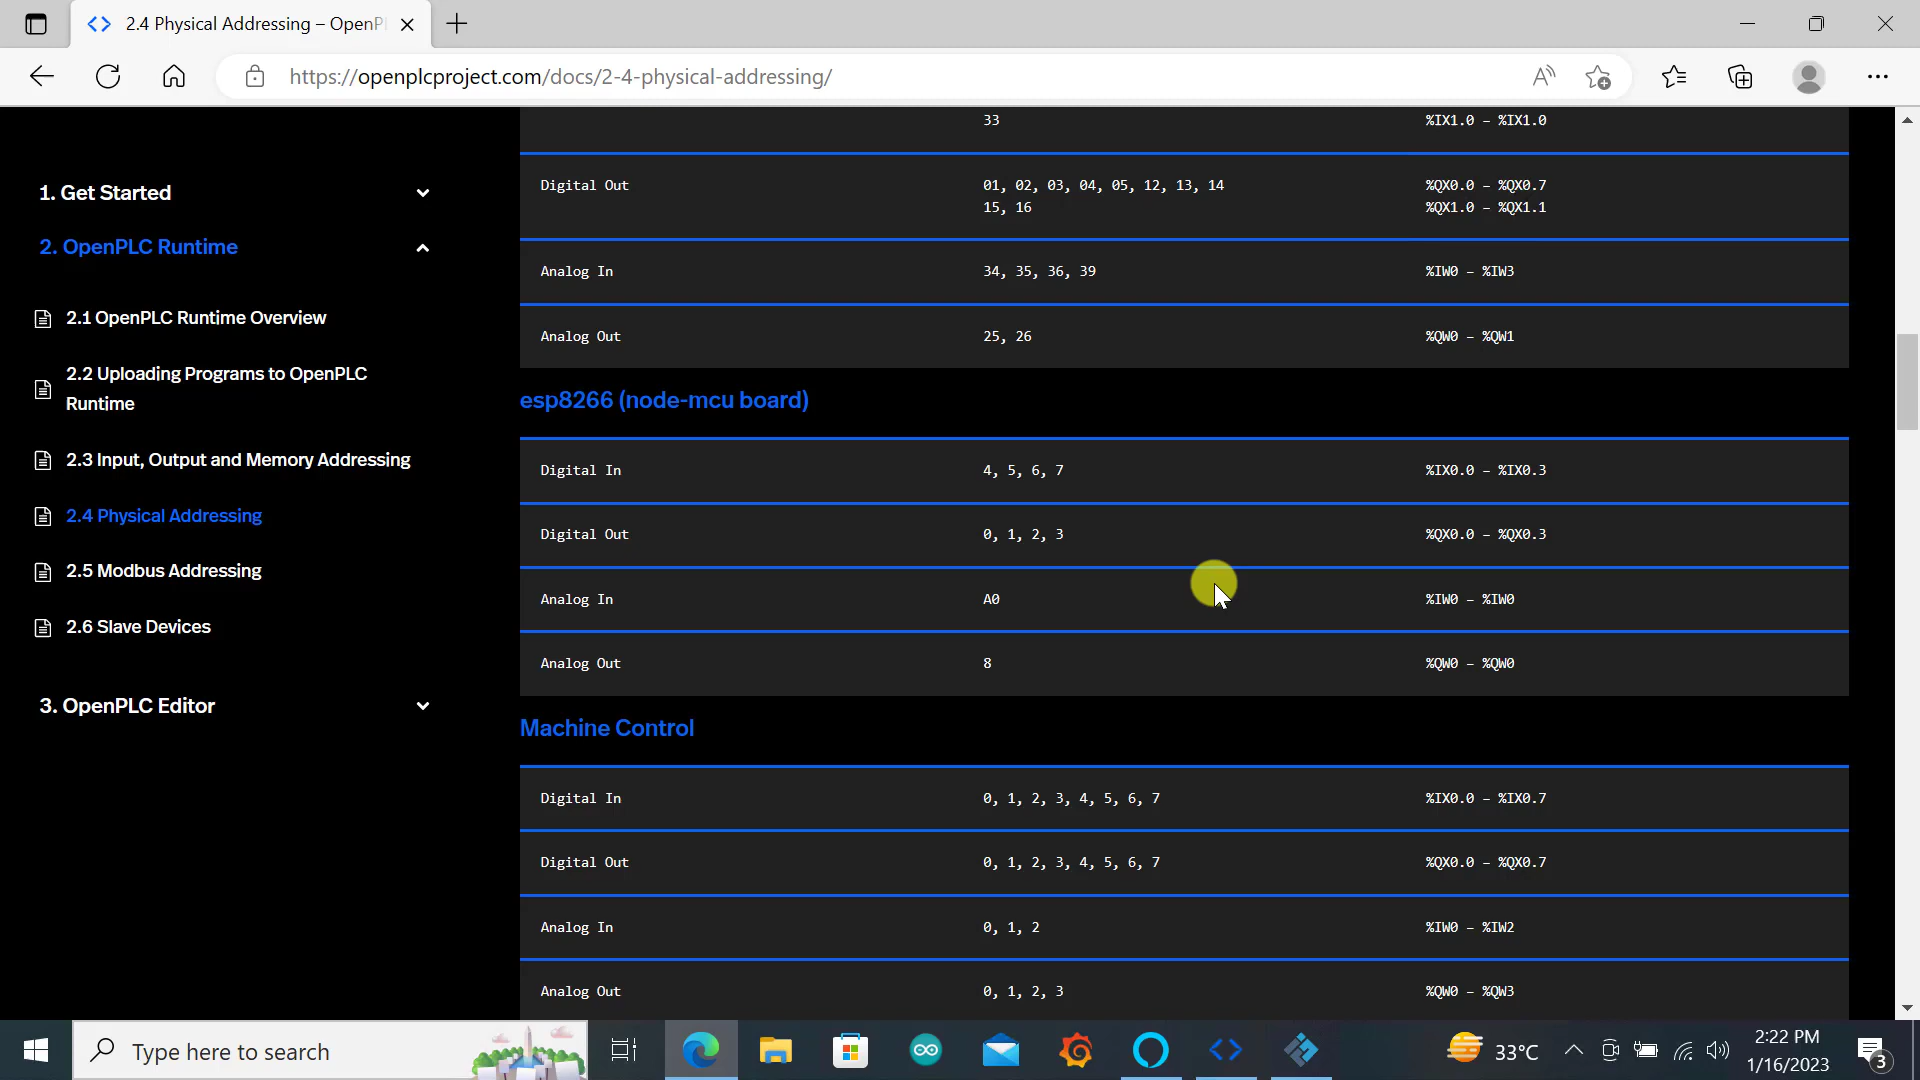 2.4 Physical Addressing – OpenP
https://openplcproject.com/docs/2-4-physical-addressing/
1. Get Started
2. OpenPLC Runtime
2.1 OpenPLC Runtime Overview
2.2 Uploading Programs to OpenPLC
Runtime
2.3 Input, Output and Memory Addressing
2.4 Physical Addressing
2.5 Modbus Addressing
2.6 Slave Devices
3. OpenPLC Editor
33 %IX1.0 – %IX1.0
Digital Out 01, 02, 03, 04, 05, 12, 13, 14 %QX0.0 – %QX0.7
15, 16 %QX1.0 – %QX1.1
Analog In 34, 35, 36, 39 %IW0 – %IW3
Analog Out 25, 26 %QW0 – %QW1
esp8266 (node-mcu board)
Digital In 4, 5, 6, 7 %IX0.0 – %IX0.3
Digital Out 0, 1, 2, 3 %QX0.0 – %QX0.3
Analog In A0 %IW0 – %IW0
Analog Out 8 %QW0 – %QW0
Machine Control
Digital In 0, 1, 2, 3, 4, 5, 6, 7 %IX0.0 – %IX0.7
Digital Out 0, 1, 2, 3, 4, 5, 6, 7 %QX0.0 – %QX0.7
Analog In 0, 1, 2 %IW0 – %IW2
Analog Out 0, 1, 2, 3 %QW0 – %QW3
Type here to search
33°C
2:22 PM
1/16/2023
3